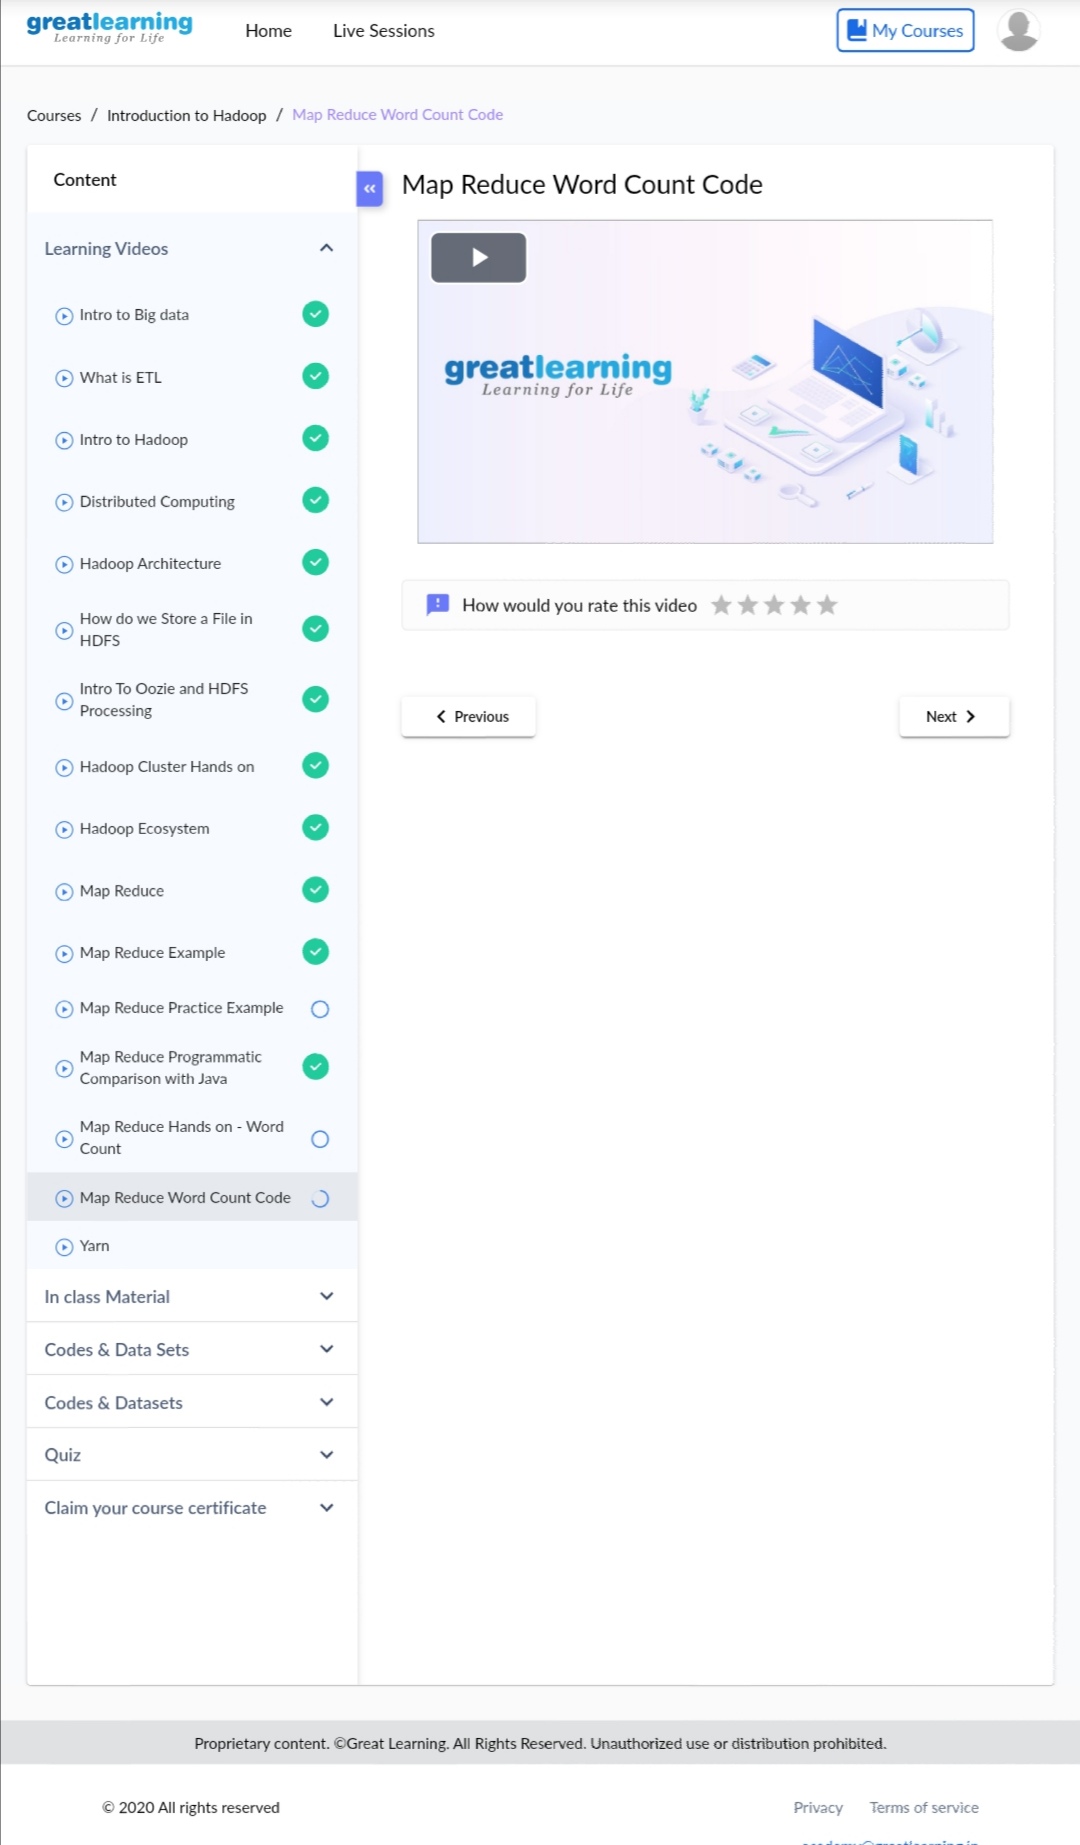 greatlearning
Learning for Life
Home
Live Sessions
My Courses
Courses / Introduction to Hadoop / Map Reduce Word Count Code
Content
Learning Videos
Intro to Big data
What is ETL
Intro to Hadoop
Distributed Computing
Hadoop Architecture
How do we Store a File in
HDFS
Intro To Oozie and HDFS
Processing
Hadoop Cluster Hands on
Hadoop Ecosystem
Map Reduce
Map Reduce Example
Map Reduce Practice Example
Map Reduce Programmatic
Comparison with Java
Map Reduce Hands on - Word
Count
Map Reduce Word Count Code
Yarn
In class Material
Codes & Data Sets
Codes & Datasets
Quiz
Claim your course certificate
Map Reduce Word Count Code
greatlearning
Learning for Life
How would you rate this video
Previous
Next
Proprietary content. ©Great Learning. All Rights Reserved. Unauthorized use or distribution prohibited.
© 2020 All rights reserved
Privacy
Terms of service